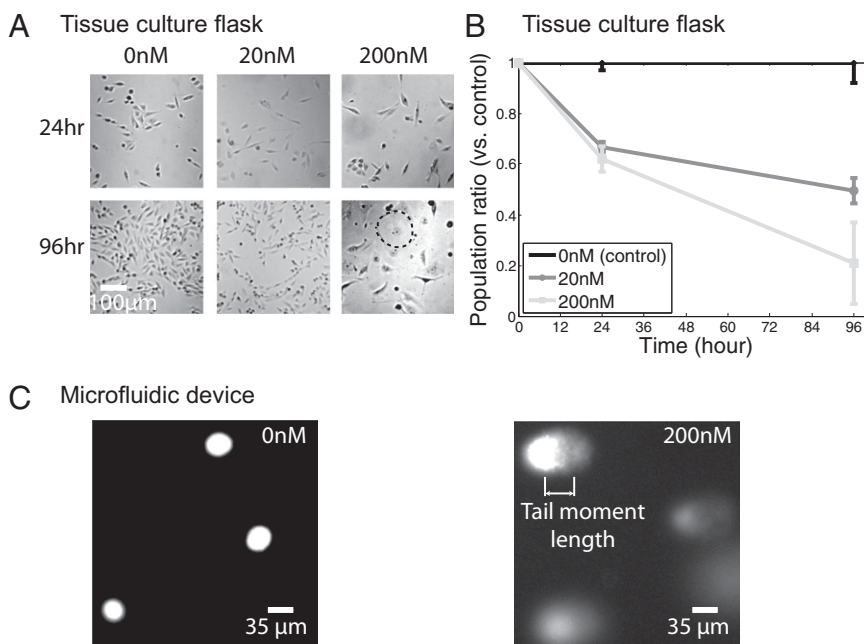 A Tissue culture flask
0nM 20nM 200nM
24hr
96hr
100μm
B Tissue culture flask
Population ratio (vs. control)
1
0.8
0.6
0.4
0.2
0
0nM (control)
20nM
200nM
0 12 24 36 48 60 72 84 96
Time (hour)
C Microfluidic device
0nM
35 μm
200nM
Tail moment
length
35 μm